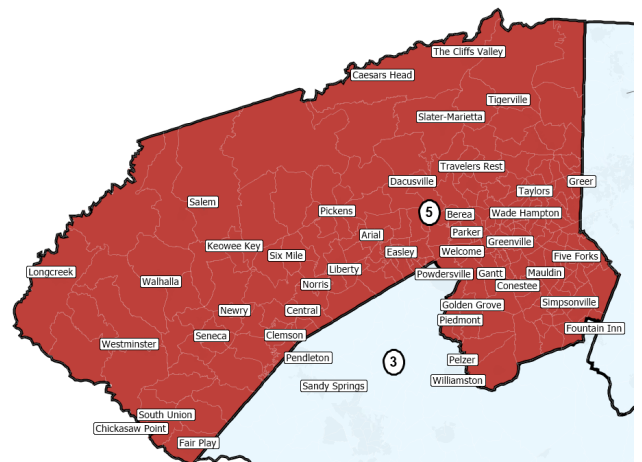 The Cliffs Valley
Caesars Head
Tigerville
Slater-Marietta
Travelers Rest
Dacusville
Greer
Taylors
Salem
Pickens
5
Berea
Wade Hampton
Arial
Parker
Keowee Key
Greenville
Six Mile
Easley
Welcome
Five Forks
Longcreek
Liberty
Powdersville
Gantt
Mauldin
Walhalla
Norris
Conestee
Newry
Central
Golden Grove
Simpsonville
Piedmont
Seneca
Clemson
Fountain Inn
Westminster
Pendleton
3
Pelzer
Sandy Springs
Williamston
South Union
Chickasaw Point
Fair Play